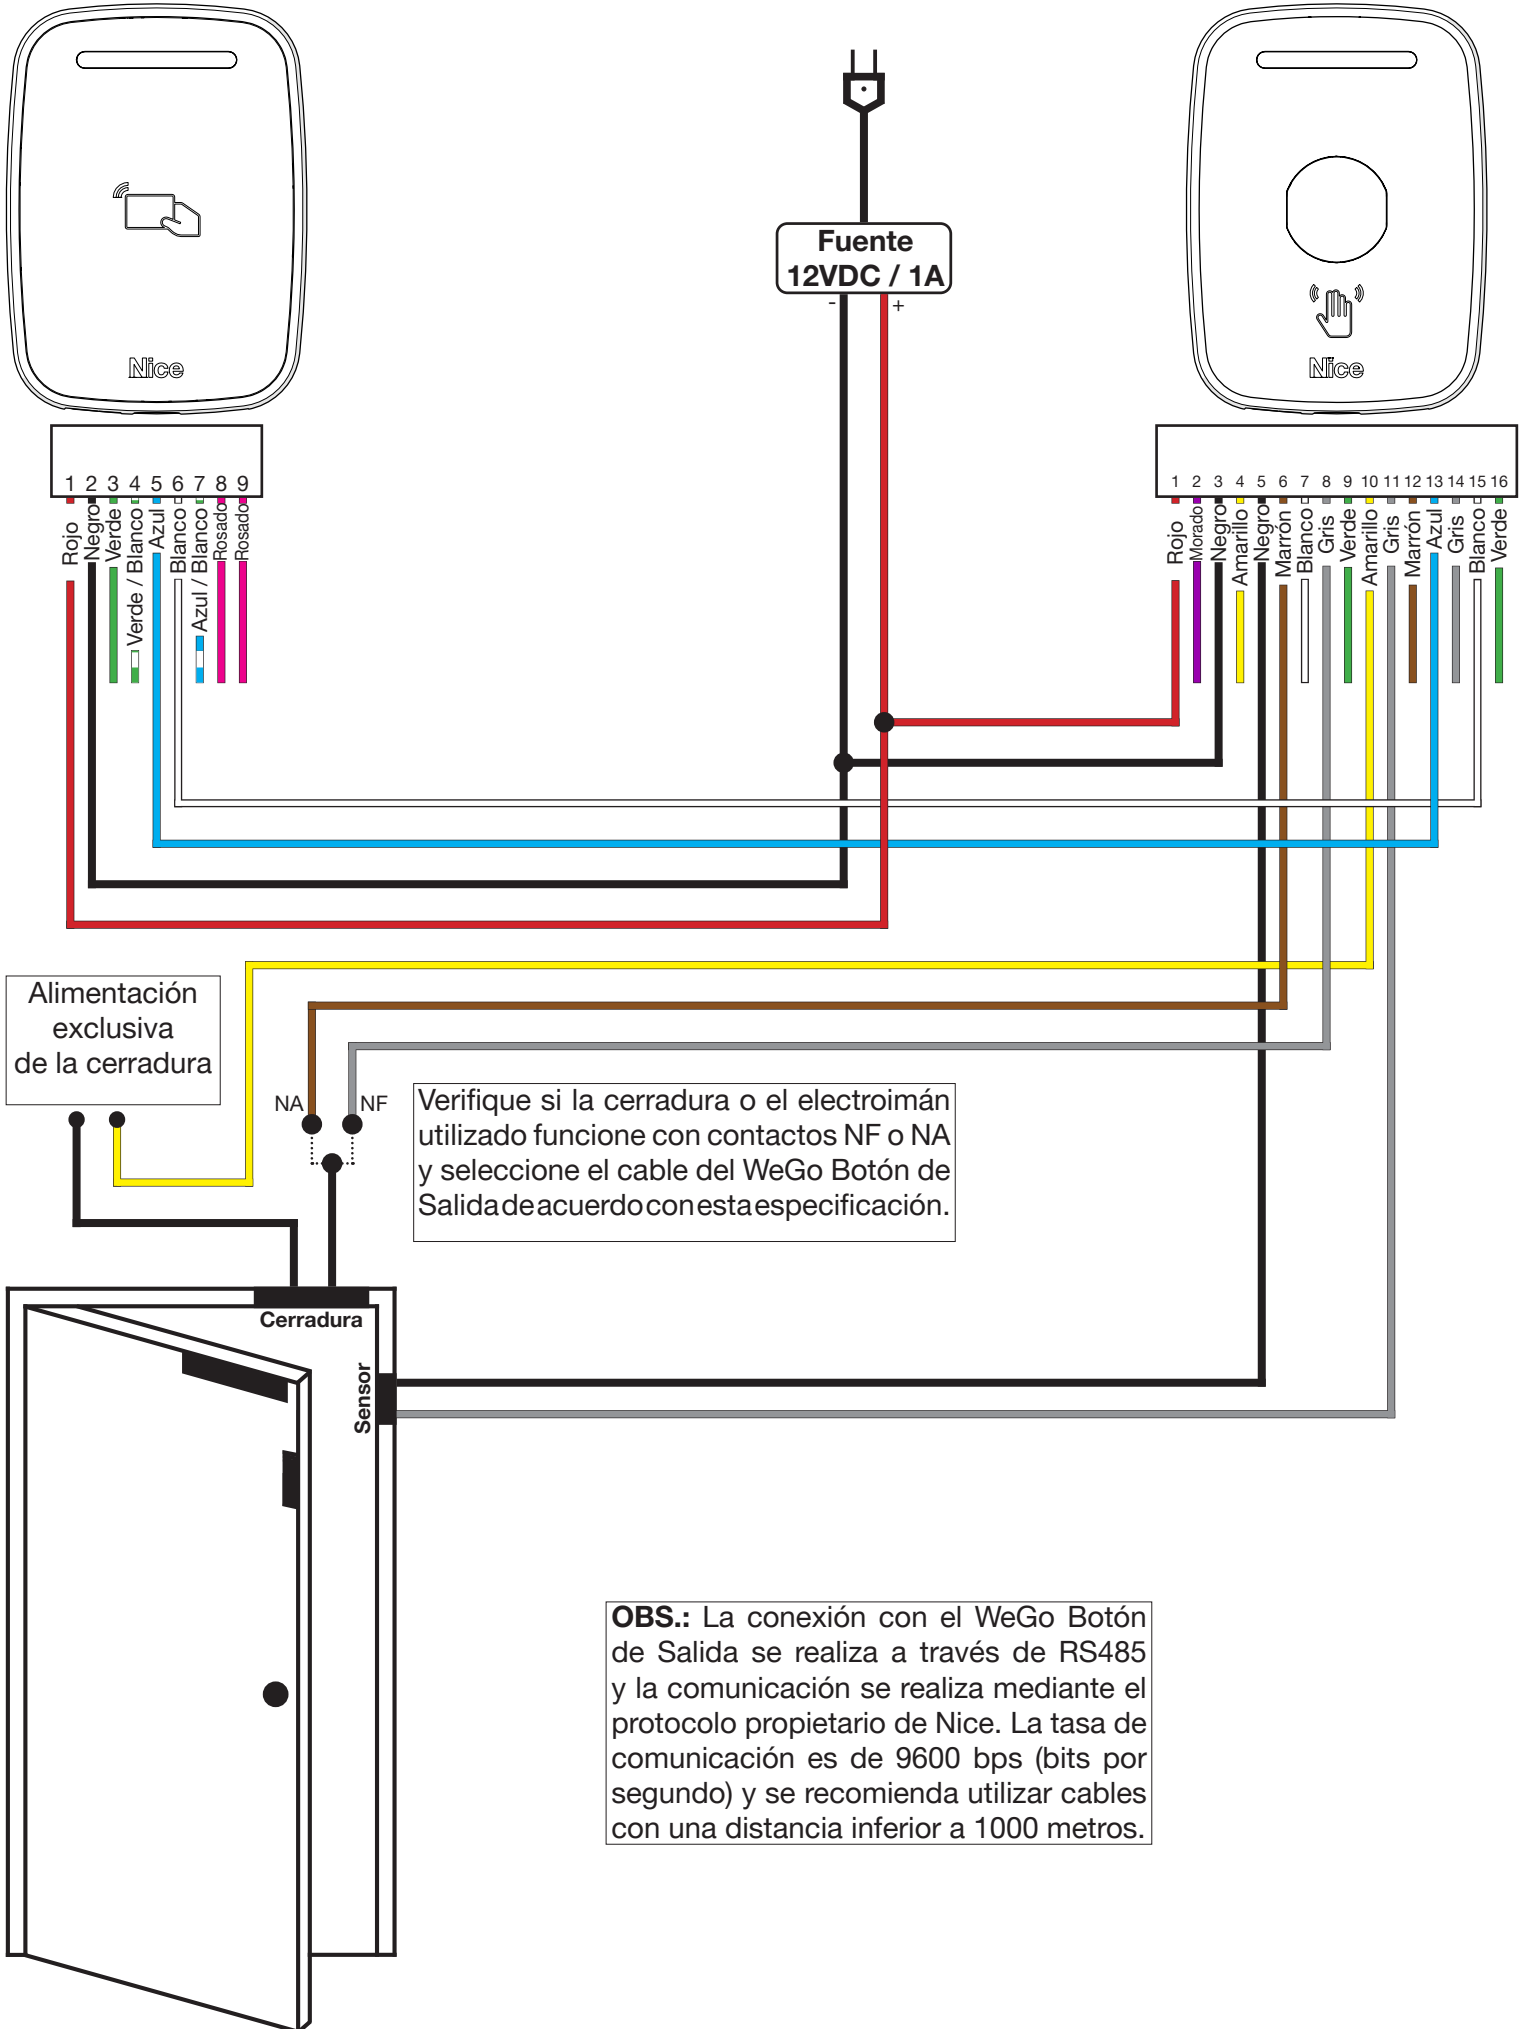 Nice
Fuente
12VDC / 1A
- +
Nice
1 2 3 4 5 6 7 8 9
Rojo
Negro
Verde
Verde / Blanco
Azul
Blanco
Azul / Blanco
Rosado
Rosado
1 2 3 4 5 6 7 8 9 10 11 12 13 14 15 16
Rojo
Morado
Negro
Amarillo
Negro
Marrón
Blanco
Gris
Verde
Amarillo
Gris
Marrón
Azul
Gris
Blanco
Verde
Alimentación
exclusiva
de la cerradura
NA NF
Verifique si la cerradura o el electroimán
utilizado funcione con contactos NF o NA
y seleccione el cable del WeGo Botón de
Salida de acuerdo con esta especificación.
Cerradura
Sensor
OBS.: La conexión con el WeGo Botón
de Salida se realiza a través de RS485
y la comunicación se realiza mediante el
protocolo propietario de Nice. La tasa de
comunicación es de 9600 bps (bits por
segundo) y se recomienda utilizar cables
con una distancia inferior a 1000 metros.